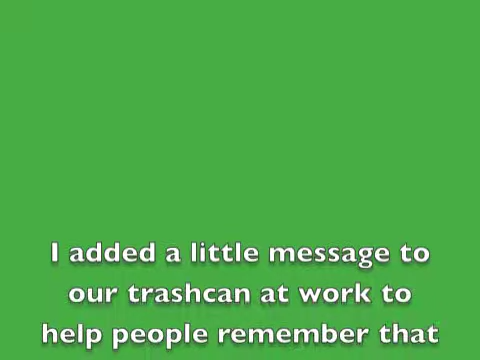 I added a little message to
our trashcan at work to
help people remember that